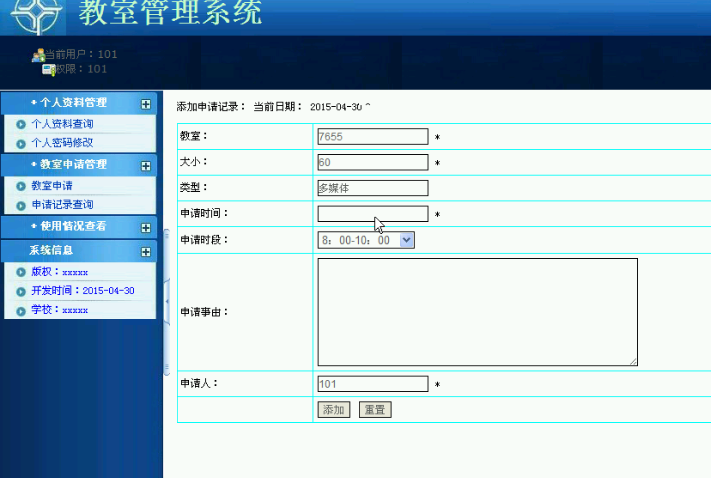 教室管理系统
当前用户：101
权限：101
个人资料管理
个人资料查询
个人密码修改
教室申请管理
教室申请
申请记录查询
使用情况查看
系统信息
版权：xxxxx
开发时间：2015-04-30
学校：xxxxx
添加申请记录： 当前日期： 2015-04-30 ^
教室： 7655 *
大小： 60 *
类型： 多媒体
申请时间： *
申请时段： 8：00-10：00
申请事由：
申请人： 101 *
添加 重置